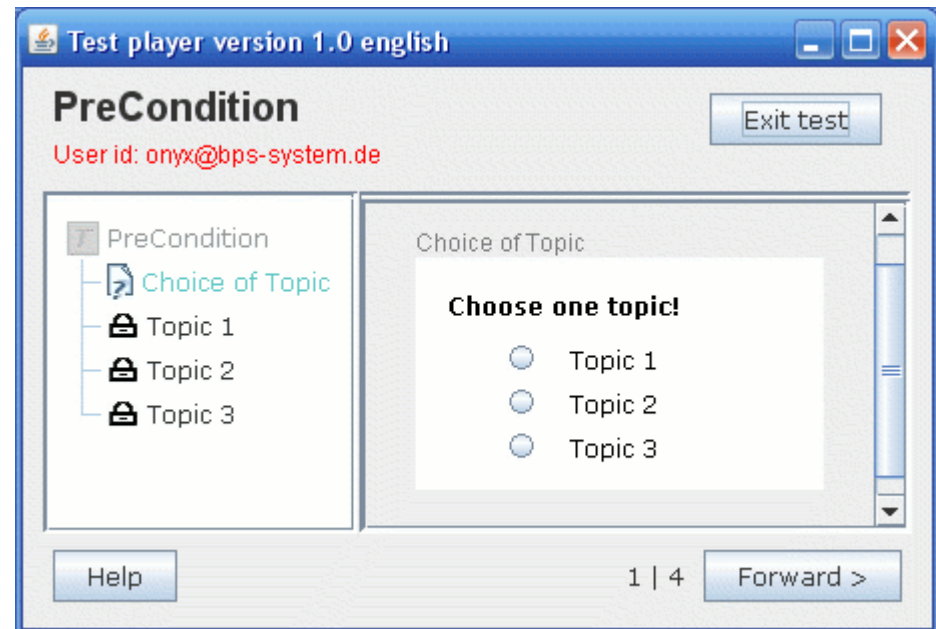 Test player version 1.0 english
PreCondition
Exit test
User id: onyx@bps-system.de
PreCondition
Choice of Topic
Topic 1
Topic 2
Topic 3
Choice of Topic
Choose one topic!
Topic 1
Topic 2
Topic 3
Help
1 | 4
Forward >